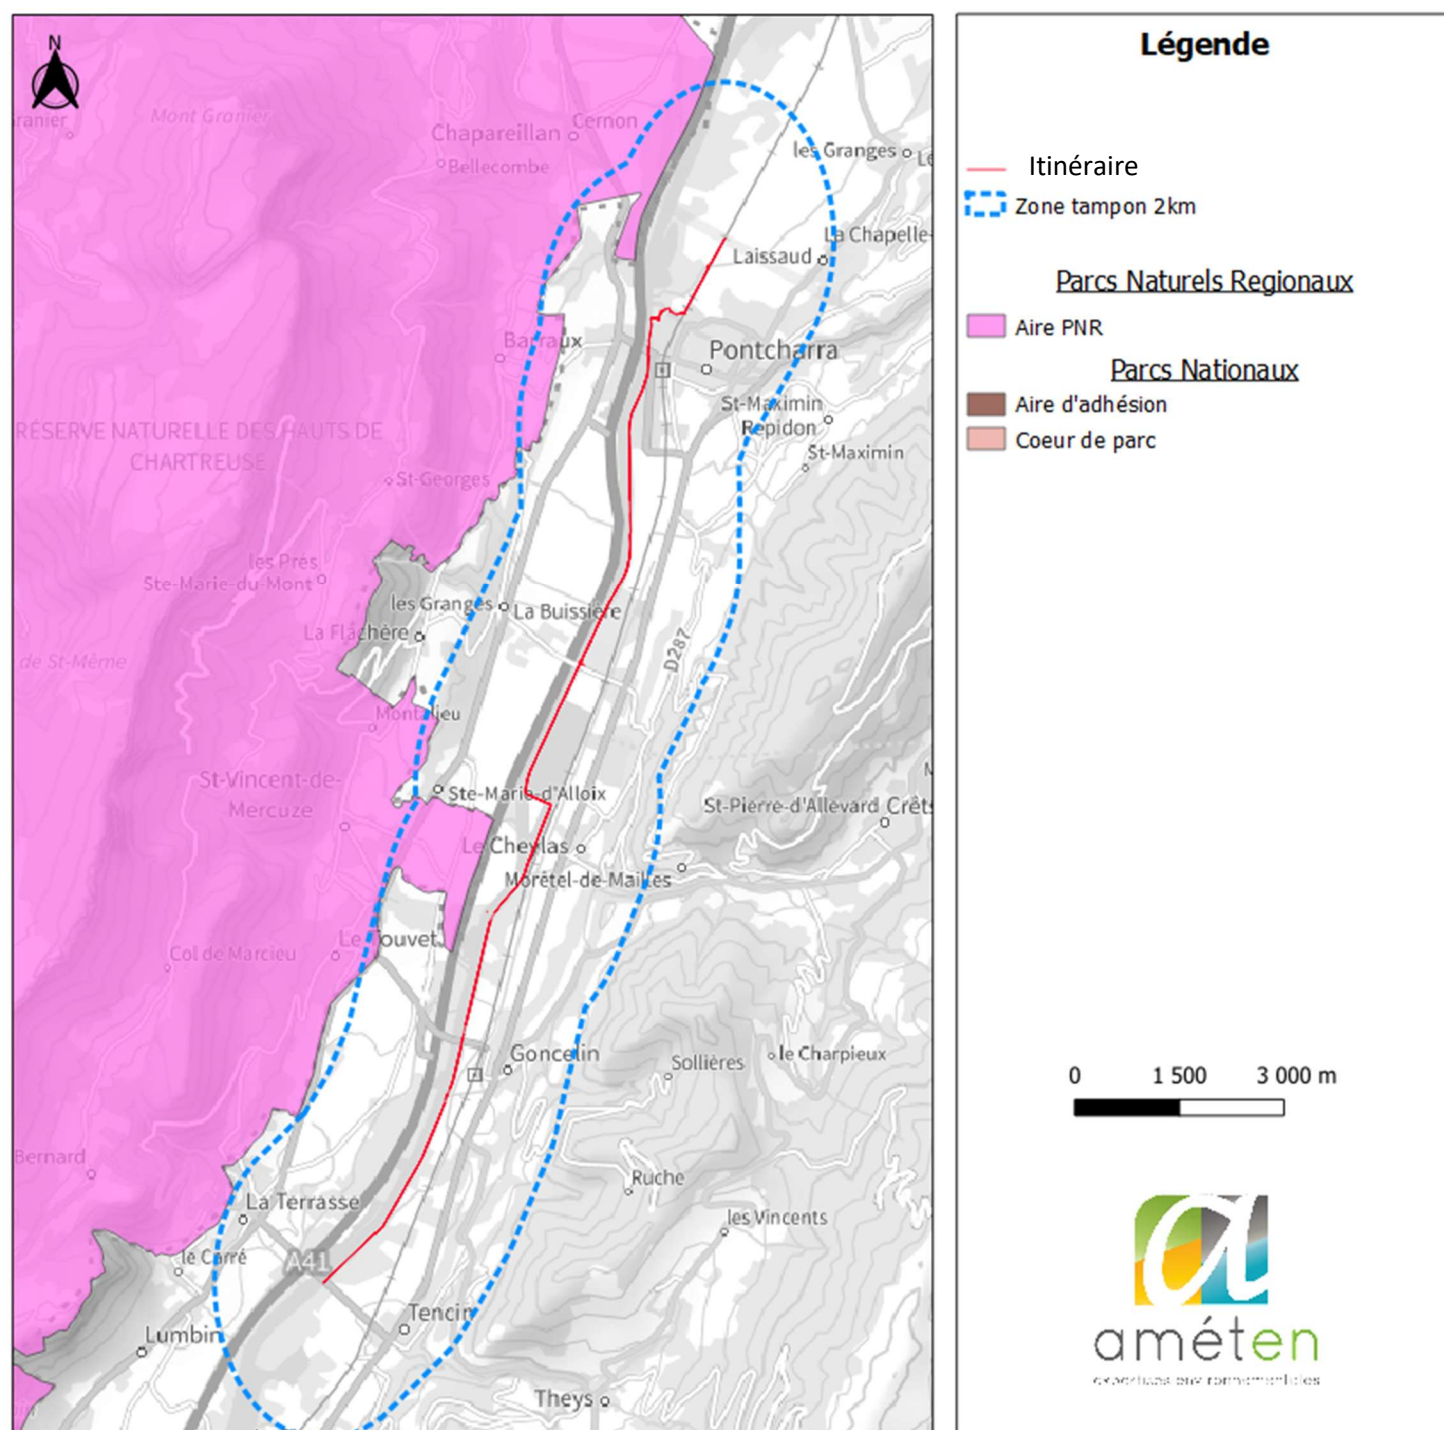 N
Mont Granier
Chapareillan
Cernon
Bellecombe
les Granges
La Chapelle-
Laissaud
Barraux
Pontcharra
St-Maximin
Repidon
St-Maximin
RÉSERVE NATURELLE DES HAUTS DE
CHARTREUSE
St-Georges
les Prés
Ste-Marie-du-Mont
les Granges
La Buissière
La Flachère
D287
de St-Même
Montalieu
St-Vincent-de-
Mercuze
Ste-Marie-d'Alloix
St-Pierre-d'Allevard
Crêts
Le Cheylas
Morêtel-de-Mailles
Le Touvet
Col de Marcieu
Goncelin
Sollières
le Charpieux
Bernard
Ruche
La Terrasse
les Vincents
le Carré
A41
Tencin
Lumbin
Theys
Légende
Itinéraire
Zone tampon 2km
Parcs Naturels Regionaux
Aire PNR
Parcs Nationaux
Aire d'adhésion
Coeur de parc
0 1 500 3 000 m
améten
expertises environnementales